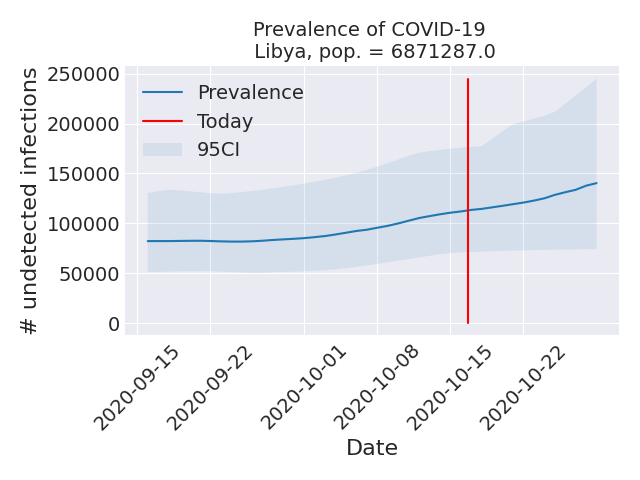 Prevalence of COVID-19
Libya, pop. = 6871287.0
# undetected infections
250000
200000
150000
100000
50000
0
Prevalence
Today
95CI
2020-09-15
2020-09-22
2020-10-01
2020-10-08
2020-10-15
2020-10-22
Date